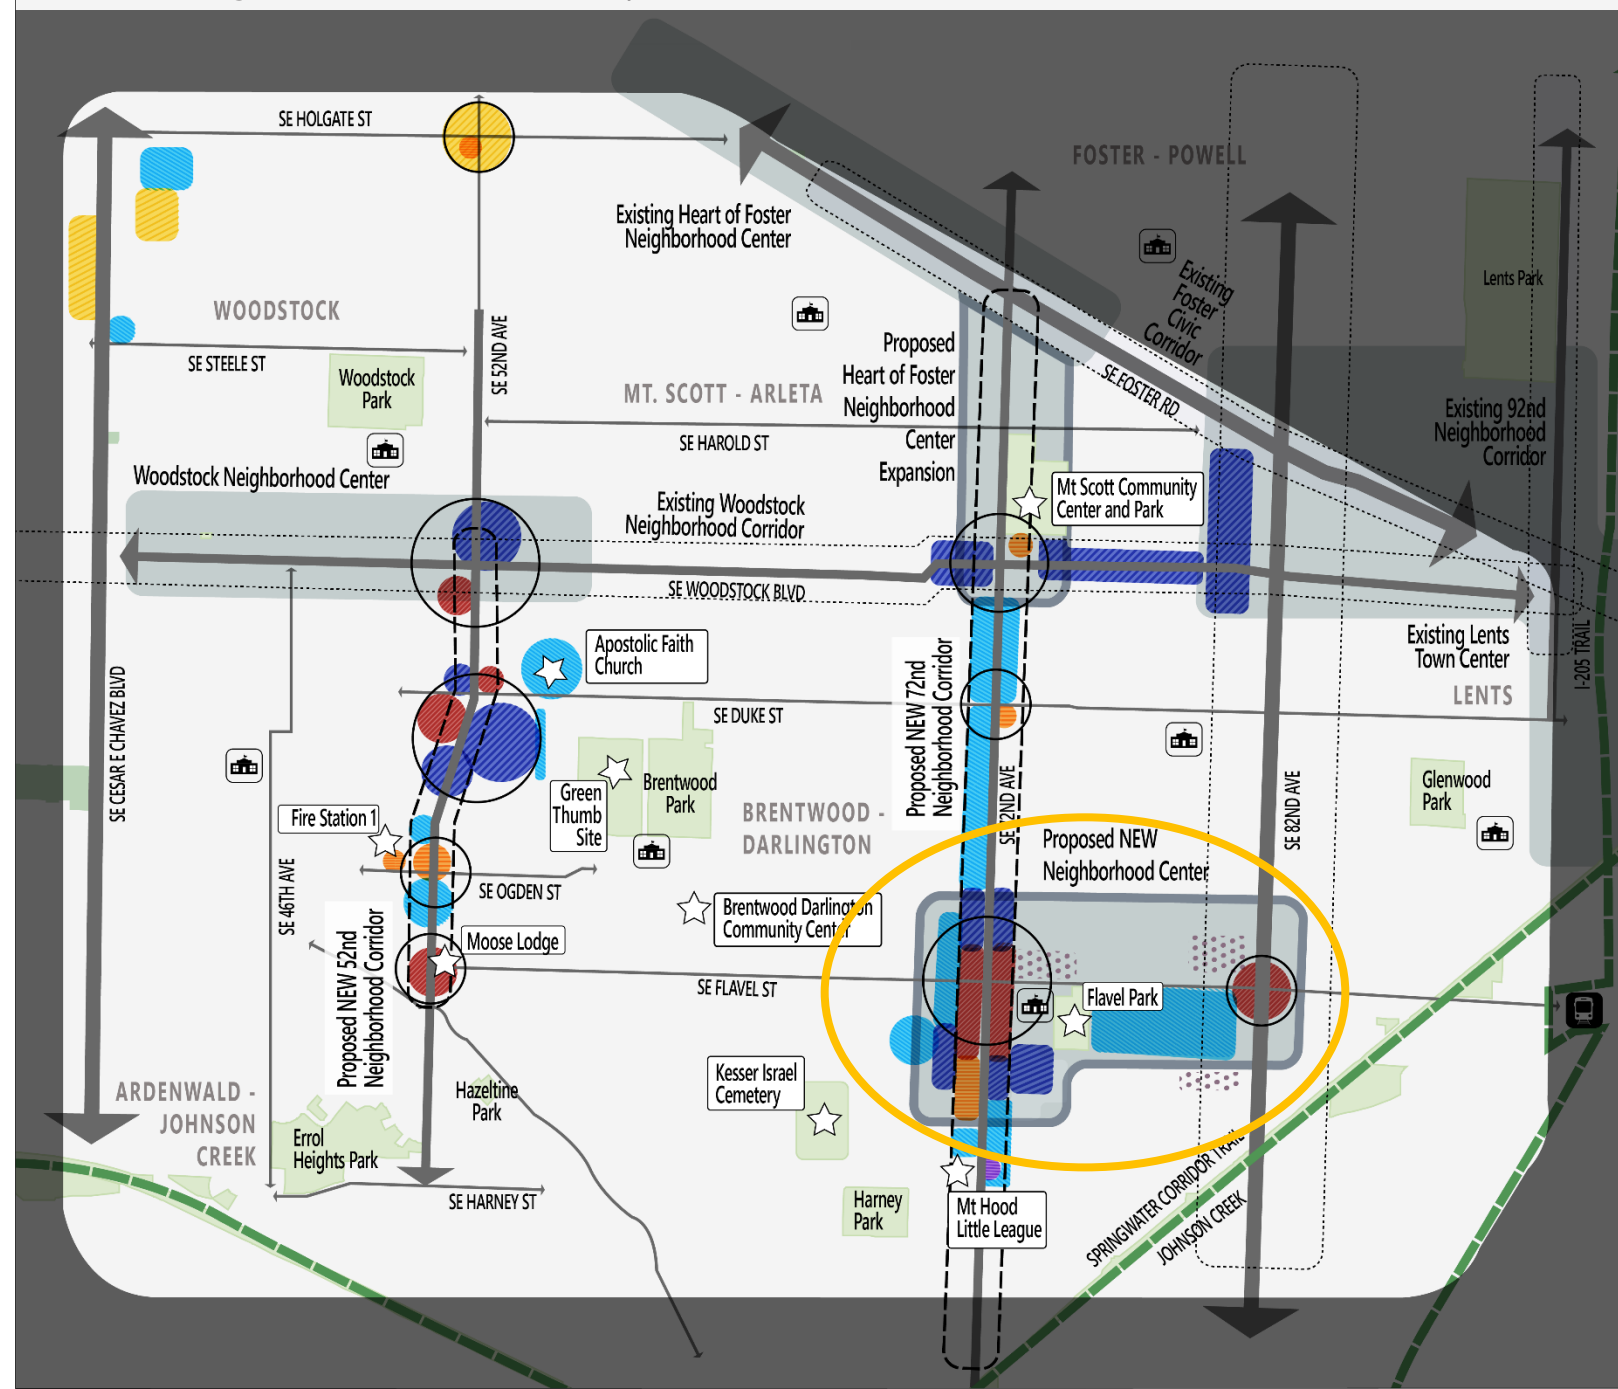 SE HOLGATE ST
FOSTER - POWELL
Existing Heart of Foster
Neighborhood Center
Existing
Foster
Civic
Corridor
Lents Park
WOODSTOCK
SE 52ND AVE
SE STEELE ST
Woodstock
Park
MT. SCOTT - ARLETA
Proposed
Heart of Foster
Neighborhood
Center
Expansion
SE FOSTER RD
SE HAROLD ST
Existing 92nd
Neighborhood
Corridor
Woodstock Neighborhood Center
Existing Woodstock
Neighborhood Corridor
Mt Scott Community
Center and Park
SE WOODSTOCK BLVD
Existing Lents
Town Center
LENTS
I-205 TRAIL
SE CESAR E CHAVEZ BLVD
Apostolic Faith
Church
SE DUKE ST
Proposed NEW 72nd
Neighborhood Corridor
SE 72ND AVE
SE 82ND AVE
Green
Thumb
Site
Brentwood
Park
BRENTWOOD -
DARLINGTON
Glenwood
Park
Fire Station 1
SE OGDEN ST
SE 46TH AVE
Proposed NEW
Neighborhood Center
Brentwood Darlington
Community Center
Moose Lodge
Proposed NEW 52nd
Neighborhood Corridor
SE FLAVEL ST
Flavel Park
Kesser Israel
Cemetery
ARDENWALD -
JOHNSON
CREEK
Hazeltine
Park
Errol
Heights Park
SE HARNEY ST
Harney
Park
Mt Hood
Little League
SPRINGWATER CORRIDOR TRAIL
JOHNSON CREEK